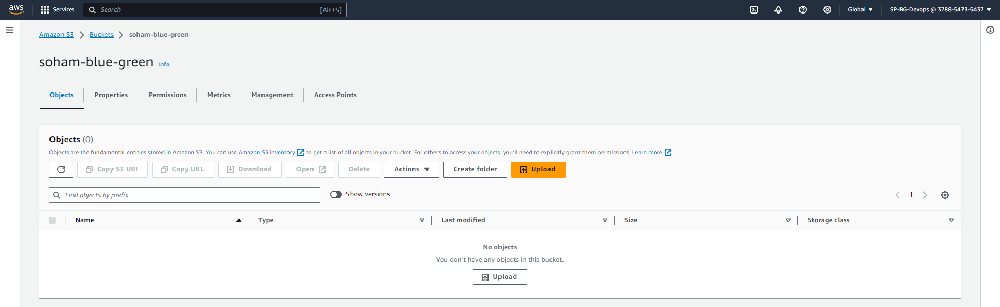 aws Services Search [Alt+S] Global SP-BG-Devops @ 3788-5473-5437
Amazon S3 Buckets soham-blue-green
soham-blue-green Info
Objects Properties Permissions Metrics Management Access Points
Objects (0)
Objects are the fundamental entities stored in Amazon S3. You can use Amazon S3 inventory to get a list of all objects in your bucket. For others to access your objects, you'll need to explicitly grant them permissions. Learn more
Copy S3 URI Copy URL Download Open Delete Actions Create folder Upload
Find objects by prefix Show versions 1
Name Type Last modified Size Storage class
No objects
You don't have any objects in this bucket.
Upload